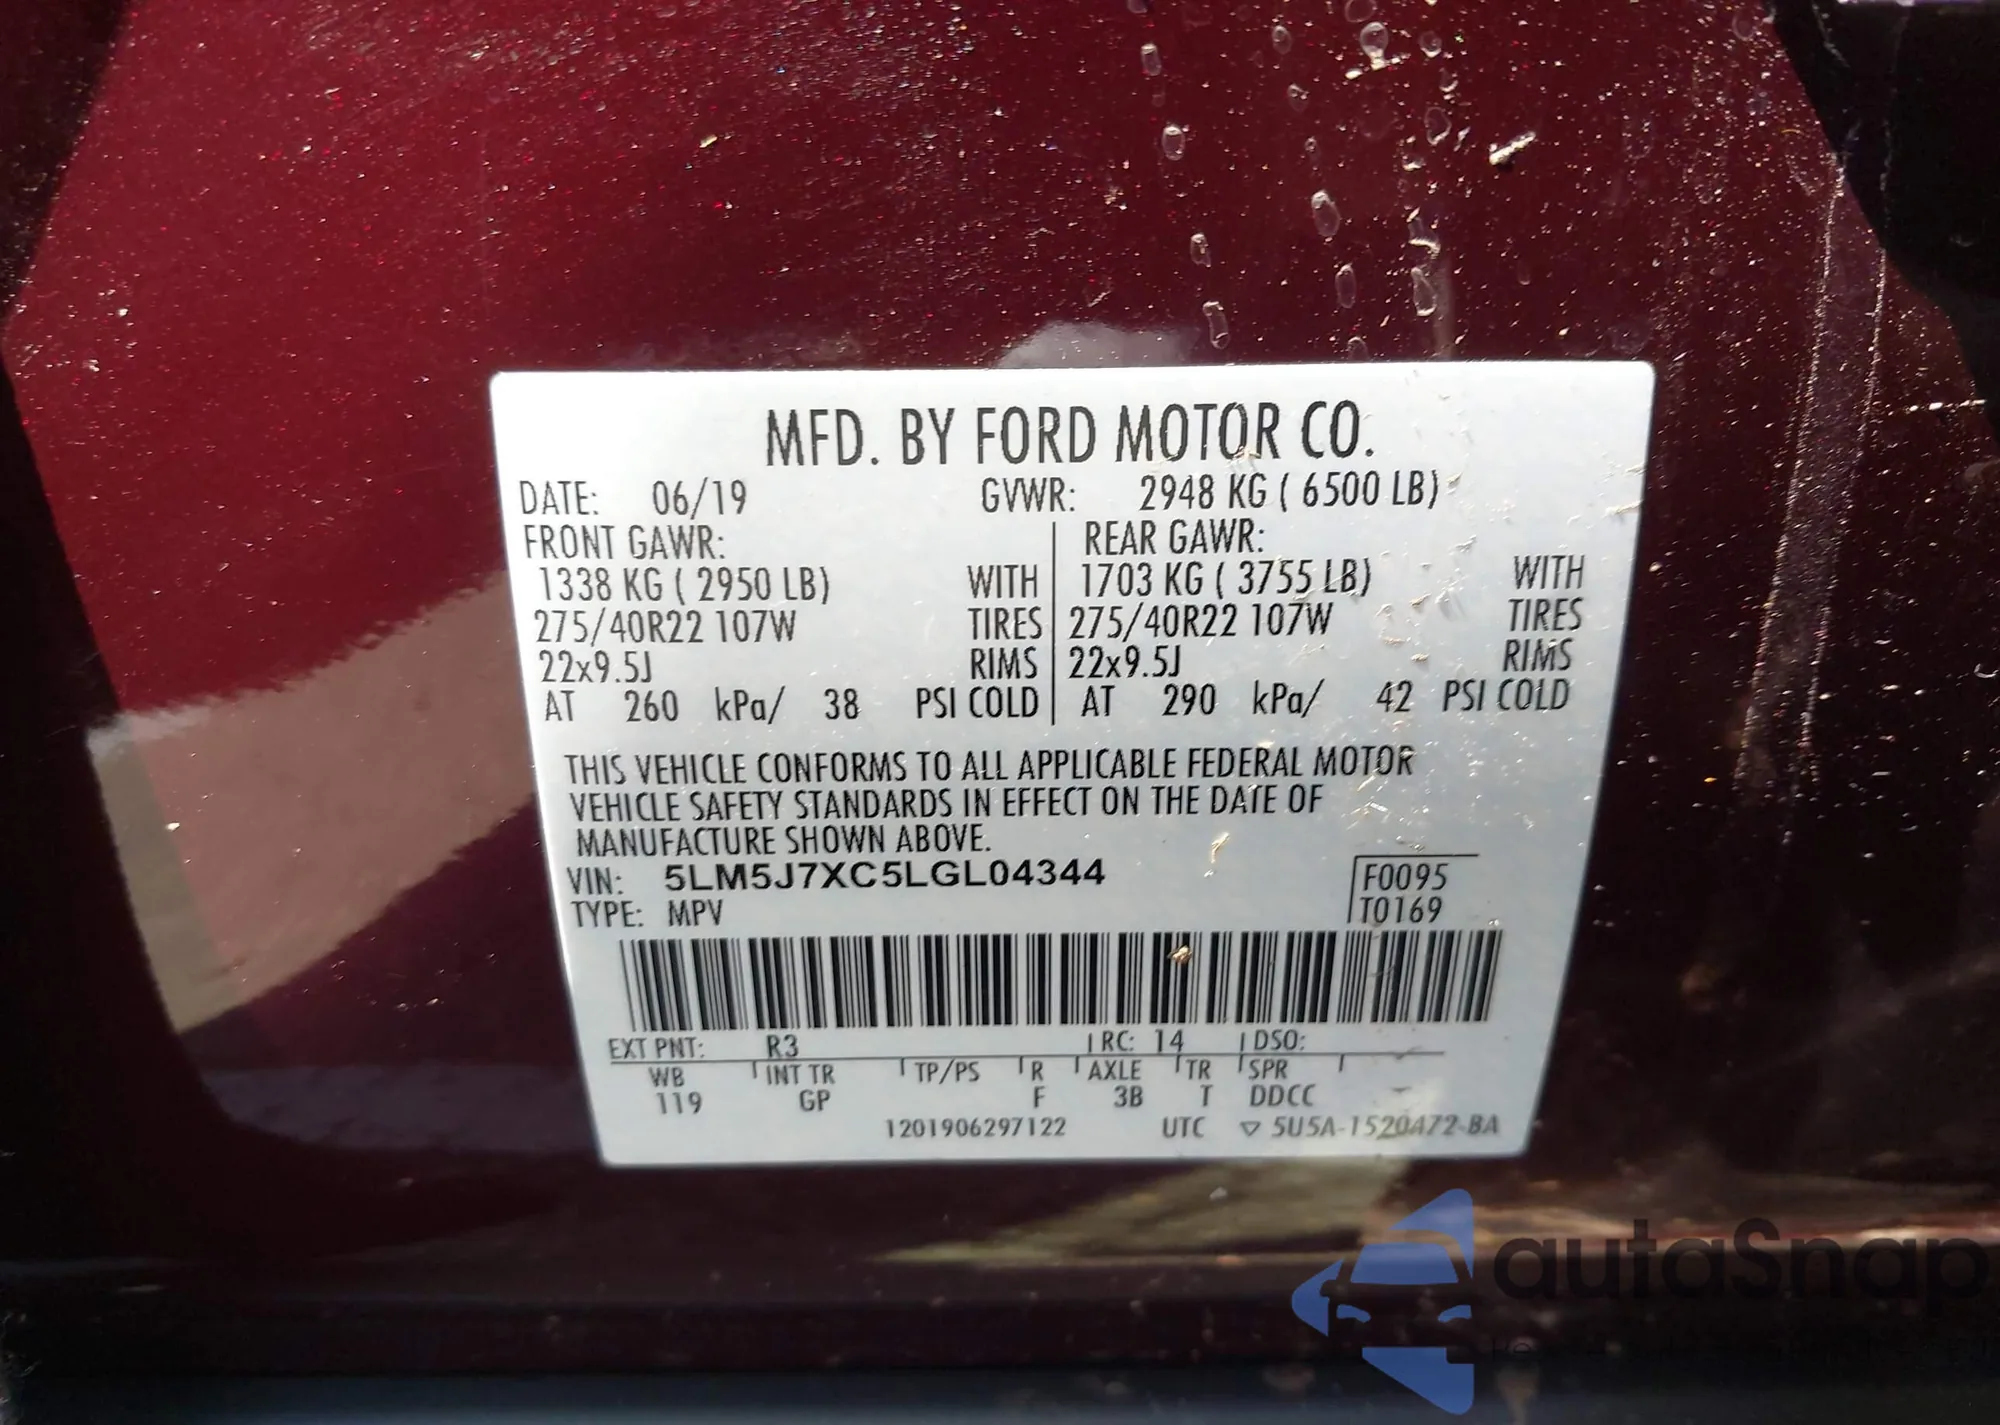 MFD. BY FORD MOTOR CO.
DATE: 06/19 GVWR: 2948 KG ( 6500 LB)
FRONT GAWR: REAR GAWR:
1338 KG ( 2950 LB) WITH 1703 KG ( 3755 LB) WITH
275/40R22 107W TIRES 275/40R22 107W TIRES
22x9.5J RIMS 22x9.5J RIMS
AT 260 kPa/ 38 PSI COLD AT 290 kPa/ 42 PSI COLD
THIS VEHICLE CONFORMS TO ALL APPLICABLE FEDERAL MOTOR
VEHICLE SAFETY STANDARDS IN EFFECT ON THE DATE OF
MANUFACTURE SHOWN ABOVE.
VIN: 5LM5J7XC5LGL04344 F0095
TYPE: MPV T0169
EXT PNT: R3 RC: 14 DSO:
WB INT TR TP/PS R AXLE TR SPR
119 GP F 3B T DDCC
1201906297122 UTC ▽ 5U5A-1520472-BA
autaSnap